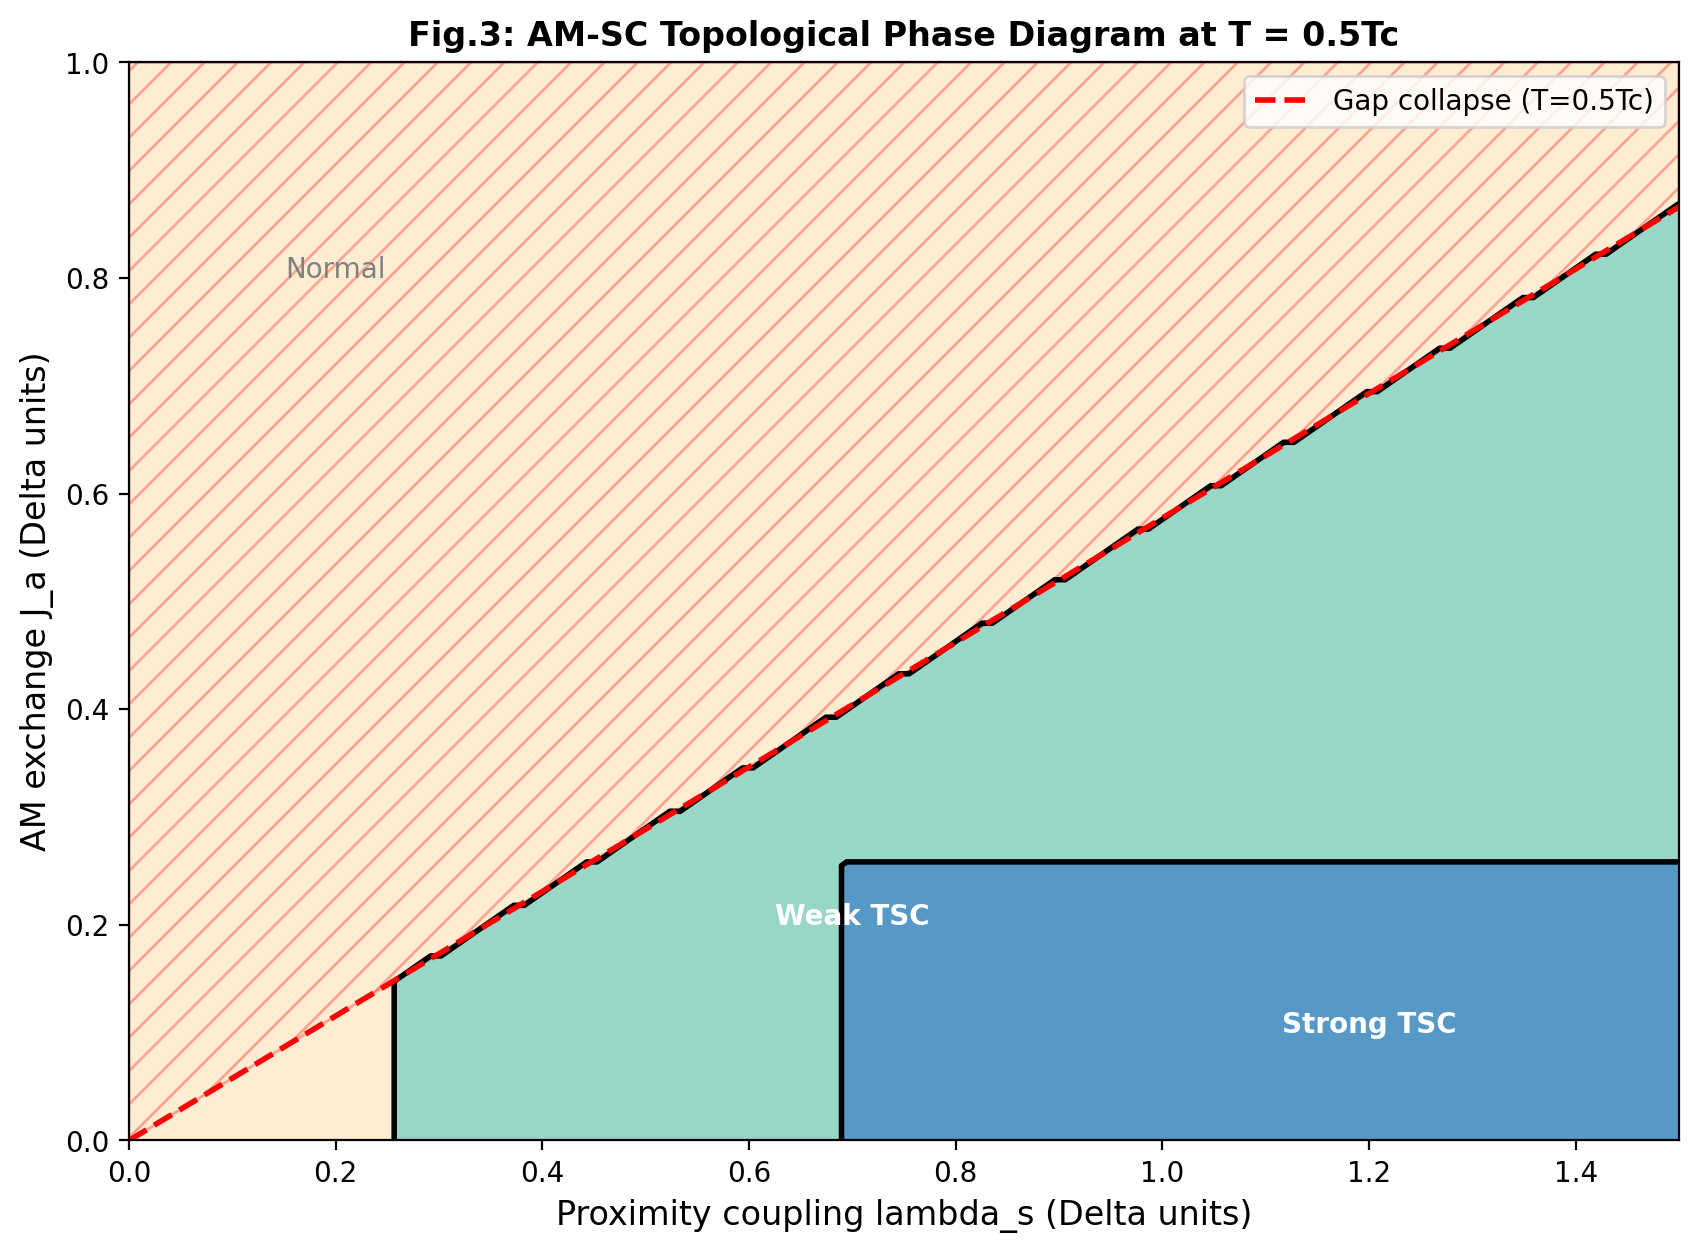 Fig.3: AM-SC Topological Phase Diagram at T = 0.5Tc
Gap collapse (T=0.5Tc)
AM exchange J_a (Delta units)
1.0
0.8
0.6
0.4
0.2
0.0
Normal
Weak TSC
Strong TSC
0.0 0.2 0.4 0.6 0.8 1.0 1.2 1.4
Proximity coupling lambda_s (Delta units)